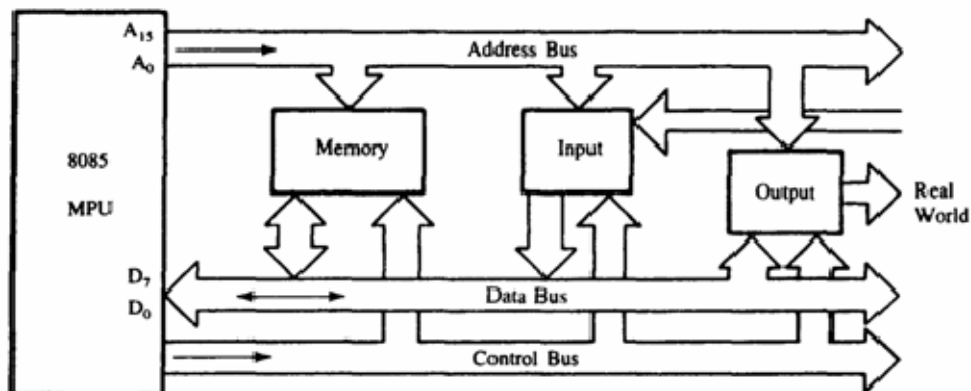 A₁₅
Address Bus
A₀
8085
MPU
Memory
Input
Output
Real
World
D₇
Data Bus
D₀
Control Bus